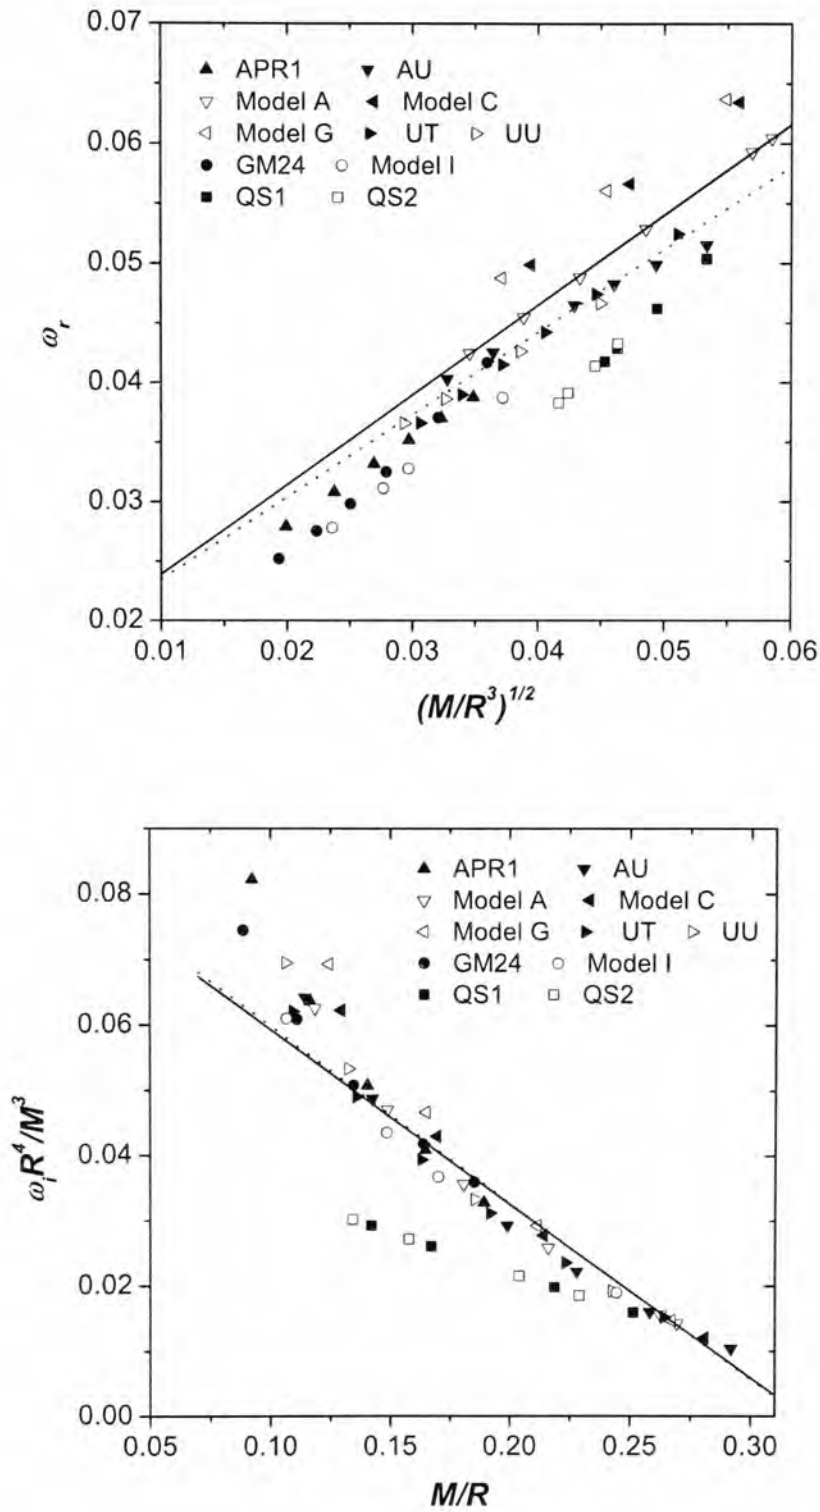 0.07
▲ APR1 ▼ AU
▽ Model A ◀ Model C
◁ Model G ▶ UT ▷ UU
● GM24 ○ Model I
■ QS1 □ QS2
0.06
0.05
0.04
0.03
0.02
ω_r
0.01 0.02 0.03 0.04 0.05 0.06
(M/R³)^{1/2}
▲ APR1 ▼ AU
▽ Model A ◀ Model C
◁ Model G ▶ UT ▷ UU
● GM24 ○ Model I
■ QS1 □ QS2
0.08
0.06
0.04
0.02
0.00
ω_i R⁴/M³
0.05 0.10 0.15 0.20 0.25 0.30
M/R